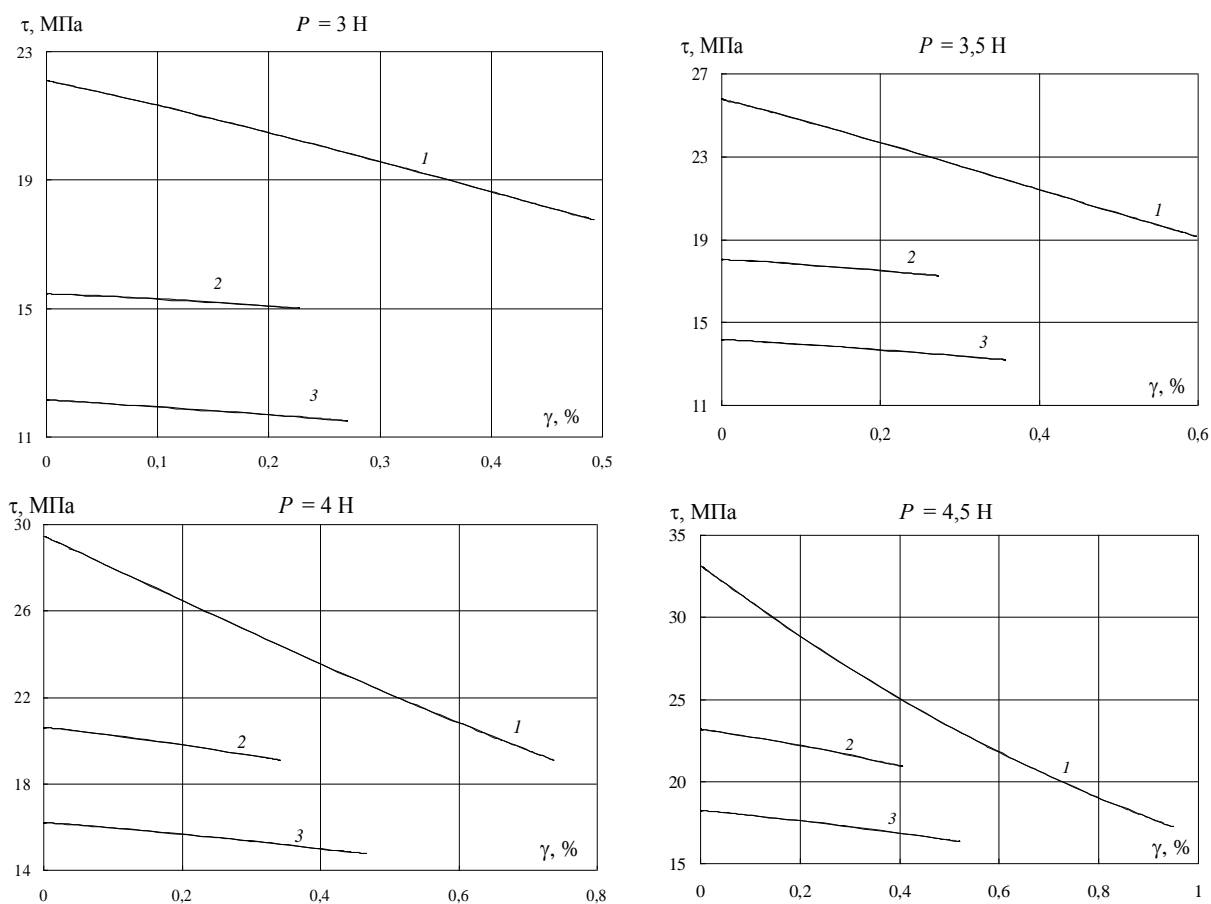 τ, МПа
P = 3 Н
23
19
15
11
1
2
3
γ, %
0 0,1 0,2 0,3 0,4 0,5
τ, МПа
P = 3,5 Н
27
23
19
15
11
1
2
3
γ, %
0 0,2 0,4 0,6
τ, МПа
P = 4 Н
30
26
22
18
14
1
2
3
γ, %
0 0,2 0,4 0,6 0,8
τ, МПа
P = 4,5 Н
35
30
25
20
15
2
1
3
γ, %
0 0,2 0,4 0,6 0,8 1